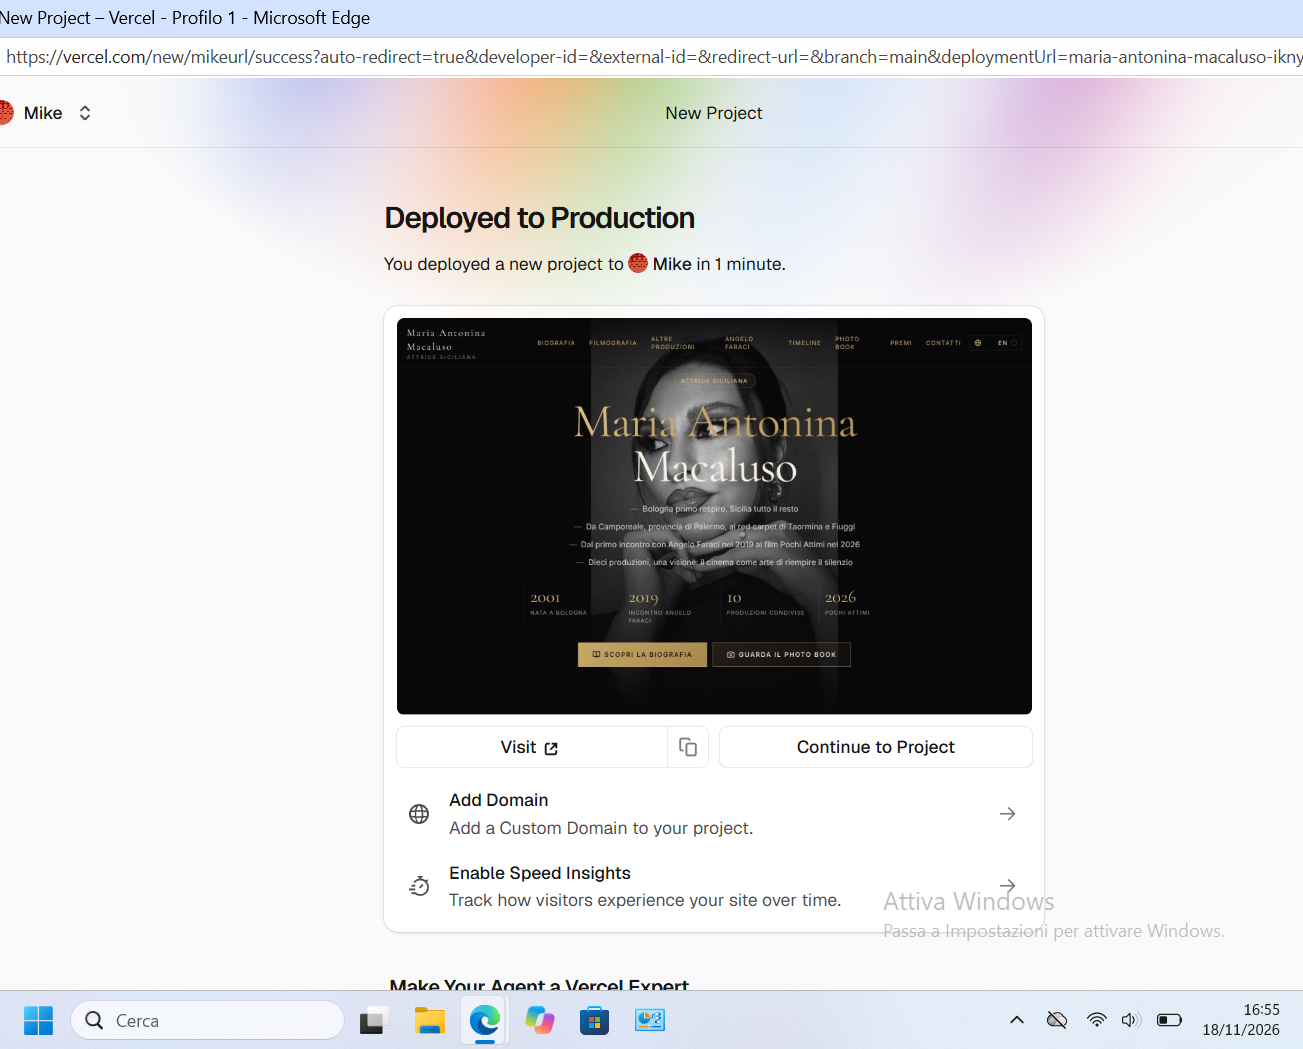 New Project – Vercel - Profilo 1 - Microsoft Edge
https://vercel.com/new/mikeurl/success?auto-redirect=true&developer-id=&external-id=&redirect-url=&branch=main&deploymentUrl=maria-antonina-macaluso-ikny
Mike
New Project
Deployed to Production
You deployed a new project to Mike in 1 minute.
Maria Antonina
Macaluso
ATTRICE SICILIANA
BIOGRAFIA
FILMOGRAFIA
ALTRE
PRODUZIONI
ANGELO
FARACI
TIMELINE
PHOTO
BOOK
PREMI
CONTATTI
EN
ATTRICE SICILIANA
Maria Antonina
Macaluso
— Bologna primo respiro, Sicilia tutto il resto
— Da Camporeale, provincia di Palermo, al red carpet di Taormina e Fiuggi
— Dal primo incontro con Angelo Faraci nel 2019 al film Pochi Attimi nel 2026
— Dieci produzioni, una visione: il cinema come arte di riempire il silenzio
2001
NATA A BOLOGNA
2019
INCONTRO ANGELO
FARACI
10
PRODUZIONI CONDIVISE
2026
POCHI ATTIMI
SCOPRI LA BIOGRAFIA
GUARDA IL PHOTO BOOK
Visit
Continue to Project
Add Domain
Add a Custom Domain to your project.
Enable Speed Insights
Track how visitors experience your site over time.
Attiva Windows
Passa a Impostazioni per attivare Windows.
Make Your Agent a Vercel Expert
Cerca
16:55
18/11/2026